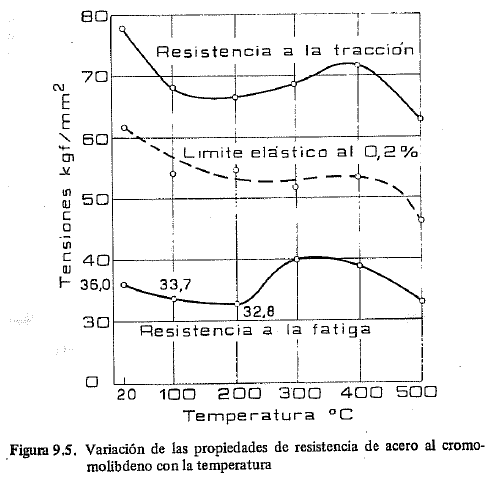 80
Resistencia a la tracción
70
60
Límite elástico al 0,2%
50
40
36,0
33,7
32,8
30
Resistencia a la fatiga
0
20 100 200 300 400 500
Temperatura ºC
Tensiones kgf/mm2
Figura 9.5. Variación de las propiedades de resistencia de acero al cromo-
molibdeno con la temperatura